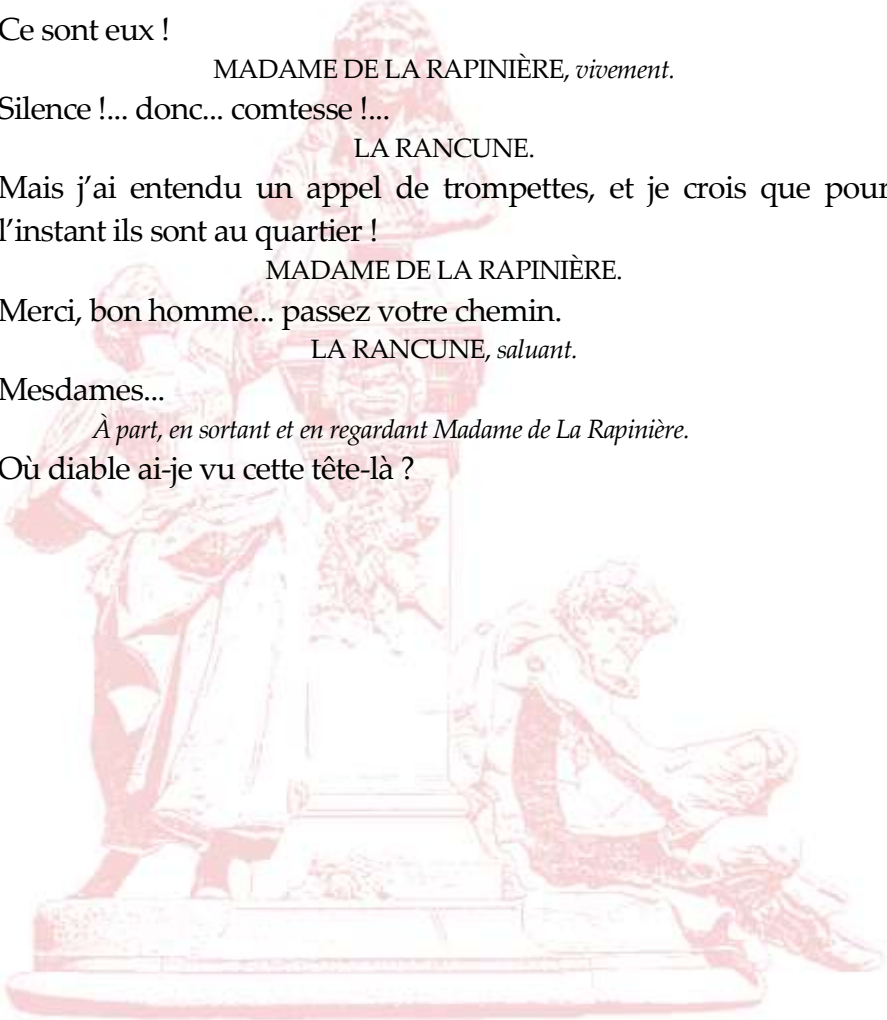 Ce sont eux !
MADAME DE LA RAPINIÈRE, vivement.
Silence !... donc... comtesse !...
LA RANCUNE.
Mais j’ai entendu un appel de trompettes, et je crois que pour
l’instant ils sont au quartier !
MADAME DE LA RAPINIÈRE.
Merci, bon homme... passez votre chemin.
LA RANCUNE, saluant.
Mesdames...
À part, en sortant et en regardant Madame de La Rapinière.
Où diable ai-je vu cette tête-là ?